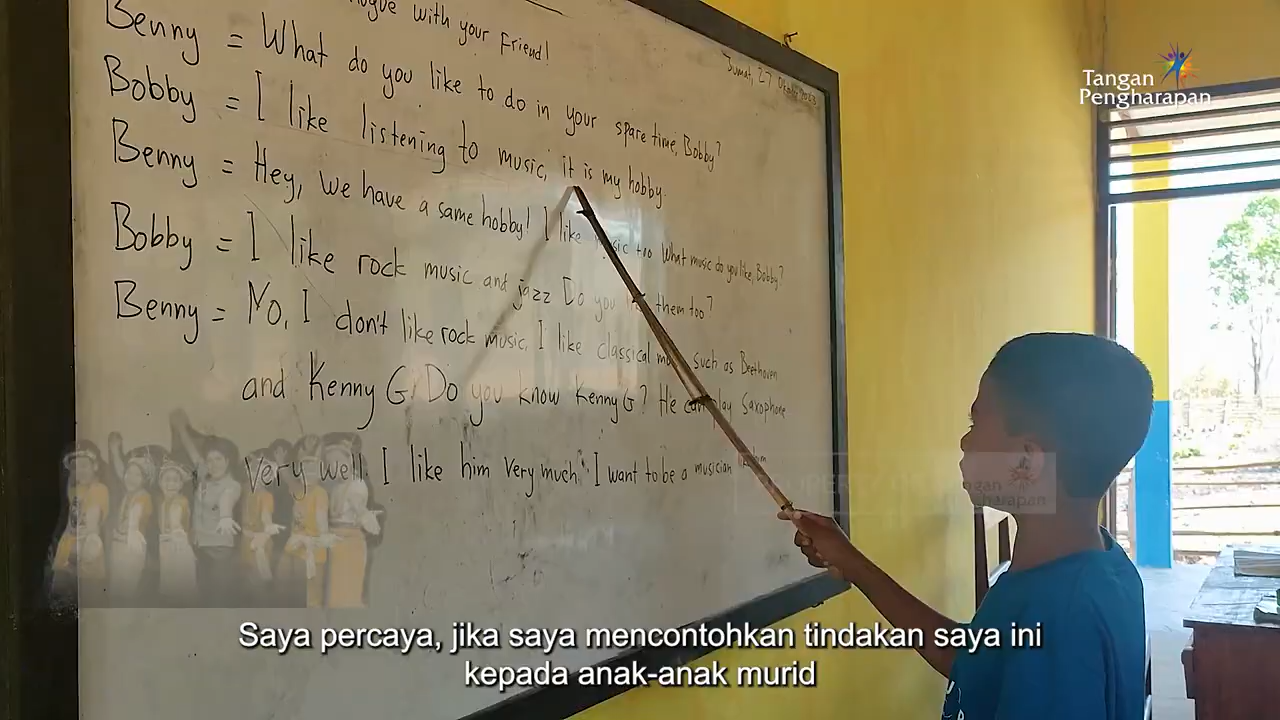 with your Friend!
Jumat, 27
Tangan
Pengharapan
Benny = What do you like to do in your spare time, Bobby?
Bobby = I like listening to music, it is my hobby.
Benny = Hey, we have a same hobby! I like music too What music do you like, Bobby?
Bobby = I like rock music and jazz Do you them too?
Benny = No, I don't like rock music, I like classical such as Beethoven
and Kenny G. Do you know Kenny G? He can play Saxophone
Very well. I like him Very much. I want to be a musician
Saya percaya, jika saya mencontohkan tindakan saya ini
kepada anak-anak murid